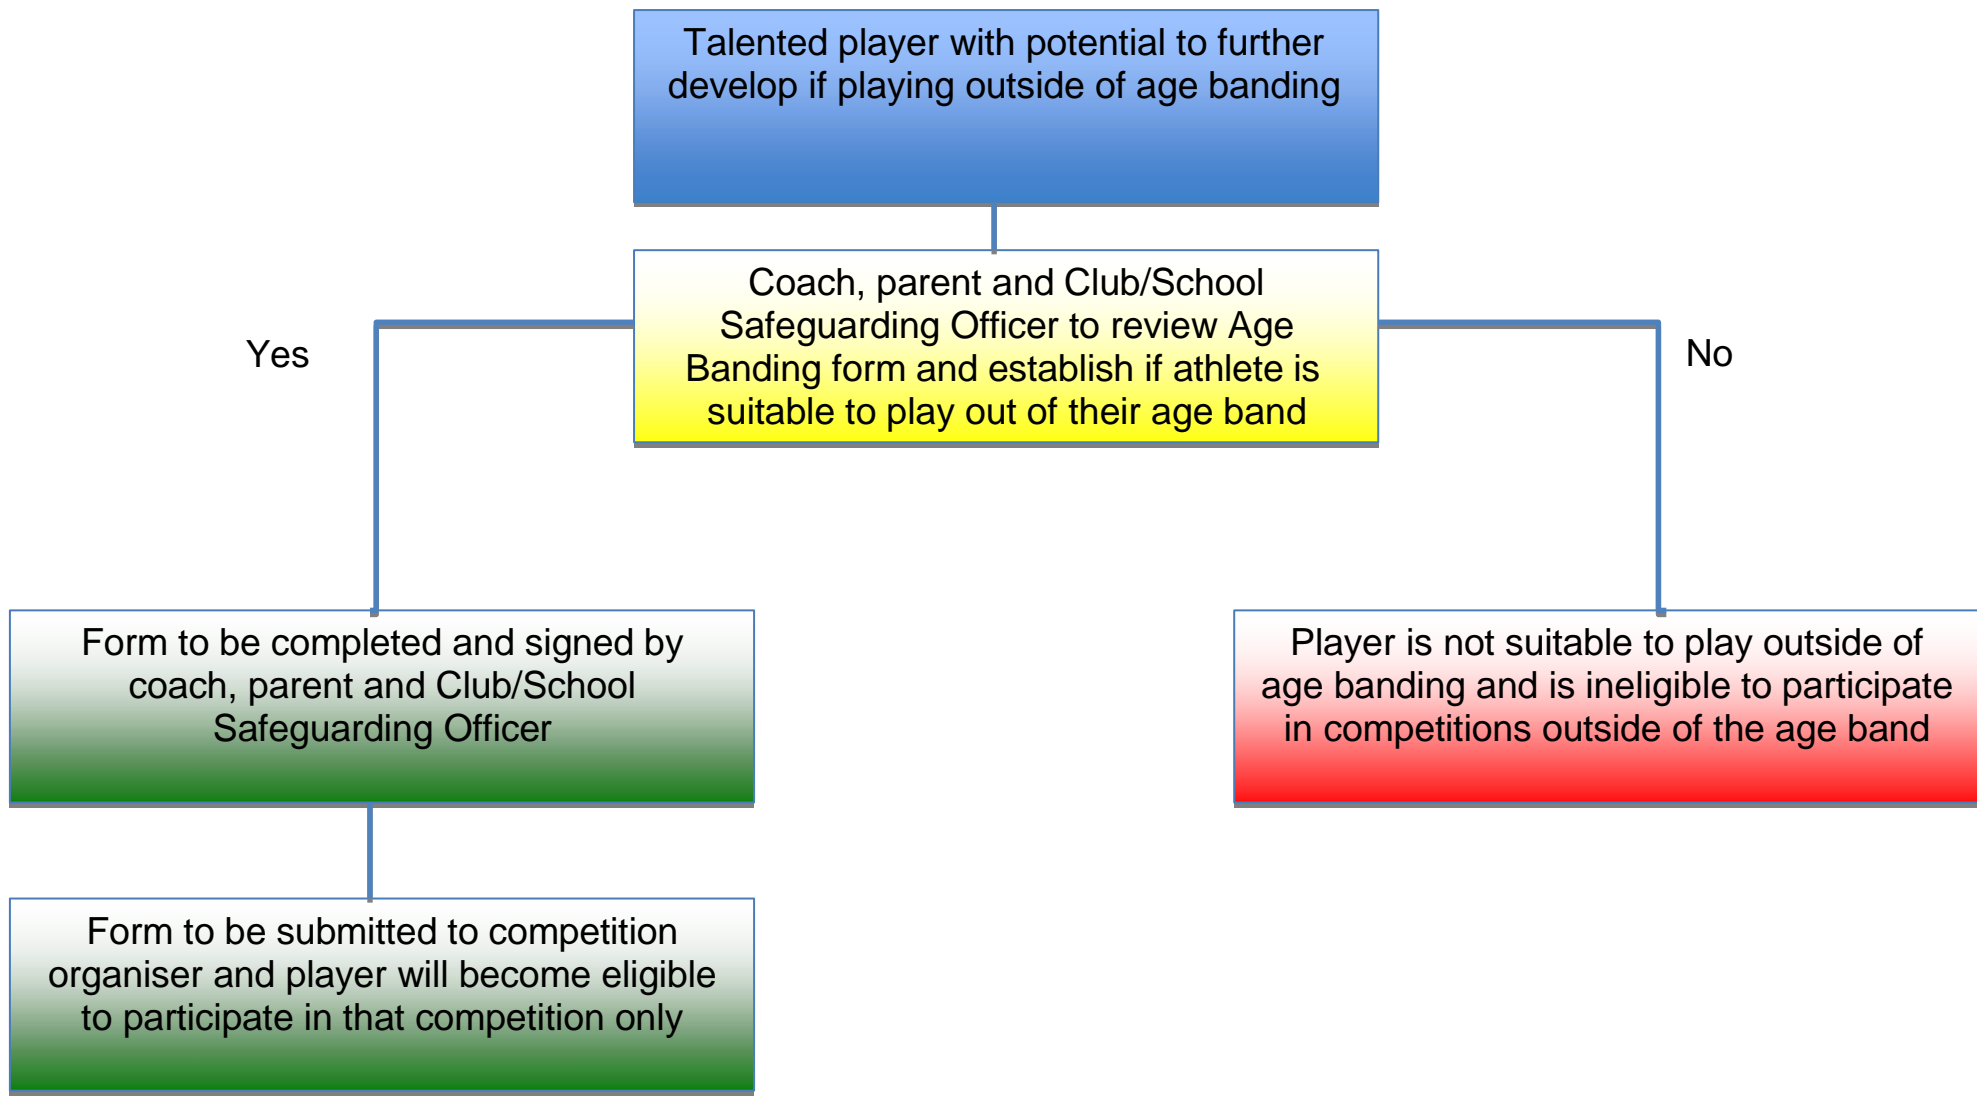 Talented player with potential to further
develop if playing outside of age banding
Coach, parent and Club/School
Safeguarding Officer to review Age
Banding form and establish if athlete is
suitable to play out of their age band
Yes
No
Form to be completed and signed by
coach, parent and Club/School
Safeguarding Officer
Player is not suitable to play outside of
age banding and is ineligible to participate
in competitions outside of the age band
Form to be submitted to competition
organiser and player will become eligible
to participate in that competition only